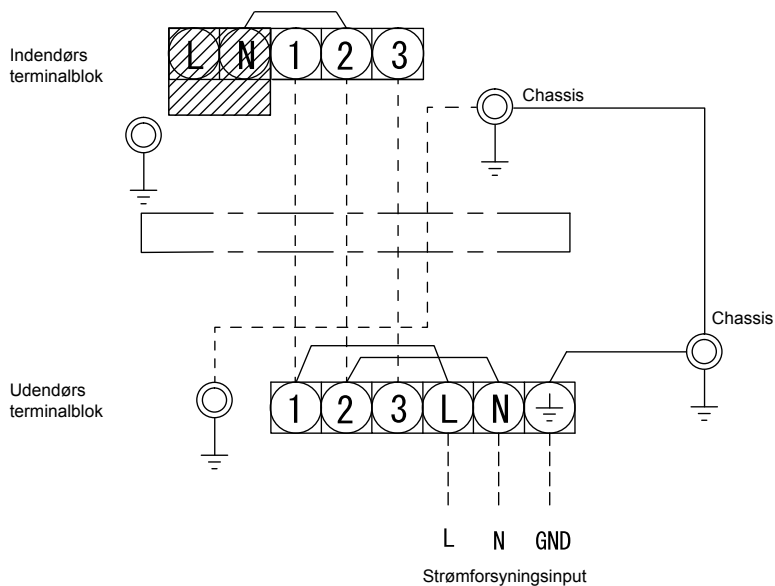 Indendørs
terminalblok
L N 1 2 3
Chassis
Chassis
Udendørs
terminalblok
1 2 3 L N
L N GND
Strømforsyningsinput